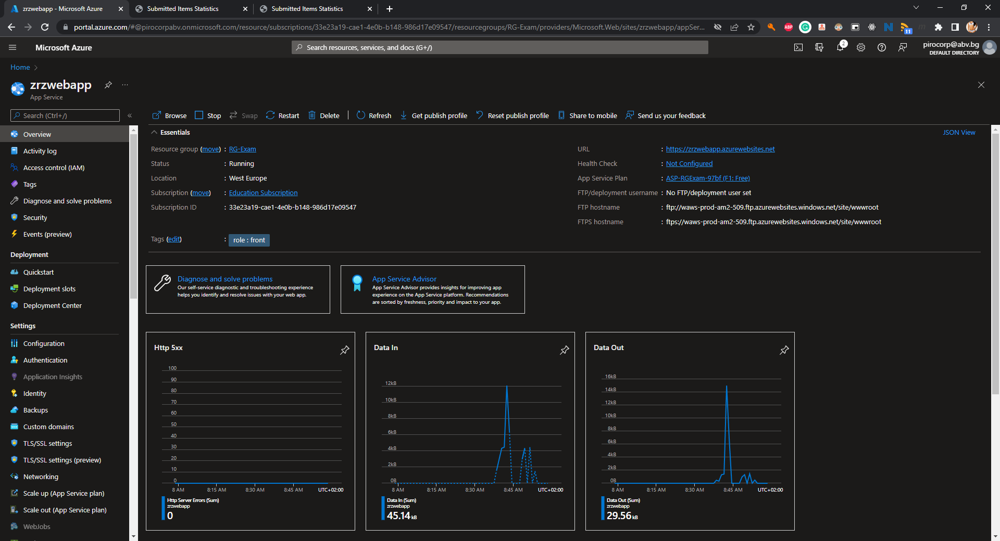 zrzwebapp - Microsoft Azure
Submitted Items Statistics
Submitted Items Statistics
portal.azure.com/#@pirocorpabv.onmicrosoft.com/resource/subscriptions/33e23a19-cae1-4e0b-b148-986d17e09547/resourcegroups/RG-Exam/providers/Microsoft.Web/sites/zrzwebapp/appSer...
ABP
11
Microsoft Azure
Search resources, services, and docs (G+/)
2
pirocorp@abv.bg
DEFAULT DIRECTORY
Home
zrzwebapp
App Service
Search (Ctrl+/)
Browse Stop Swap Restart Delete Refresh Get publish profile Reset publish profile Share to mobile Send us your feedback
Overview
Activity log
Access control (IAM)
Tags
Diagnose and solve problems
Security
Events (preview)
Deployment
Quickstart
Deployment slots
Deployment Center
Settings
Configuration
Authentication
Application Insights
Identity
Backups
Custom domains
TLS/SSL settings
TLS/SSL settings (preview)
Networking
Scale up (App Service plan)
Scale out (App Service plan)
WebJobs
Essentials
JSON View
Resource group (move) : RG-Exam
Status : Running
Location : West Europe
Subscription (move) : Education Subscription
Subscription ID : 33e23a19-cae1-4e0b-b148-986d17e09547
URL : https://zrzwebapp.azurewebsites.net
Health Check : Not Configured
App Service Plan : ASP-RGExam-97bf (F1: Free)
FTP/deployment username : No FTP/deployment user set
FTP hostname : ftp://waws-prod-am2-509.ftp.azurewebsites.windows.net/site/wwwroot
FTPS hostname : ftps://waws-prod-am2-509.ftp.azurewebsites.windows.net/site/wwwroot
Tags (edit) : role : front
Diagnose and solve problems
Our self-service diagnostic and troubleshooting experience
helps you identify and resolve issues with your web app.
App Service Advisor
App Service Advisor provides insights for improving app
experience on the App Service platform. Recommendations
are sorted by freshness, priority and impact to your app.
Http 5xx
100
90
80
70
60
50
40
30
20
10
0
8 AM 8:15 AM 8:30 AM 8:45 AM UTC+02:00
Http Server Errors (Sum)
zrzwebapp
0
Data In
12kB
10kB
8kB
6kB
4kB
2kB
0B
8 AM 8:15 AM 8:30 AM 8:45 AM UTC+02:00
Data In (Sum)
zrzwebapp
45.14 kB
Data Out
16kB
14kB
12kB
10kB
8kB
6kB
4kB
2kB
0B
8 AM 8:15 AM 8:30 AM 8:45 AM UTC+02:00
Data Out (Sum)
zrzwebapp
29.56 kB